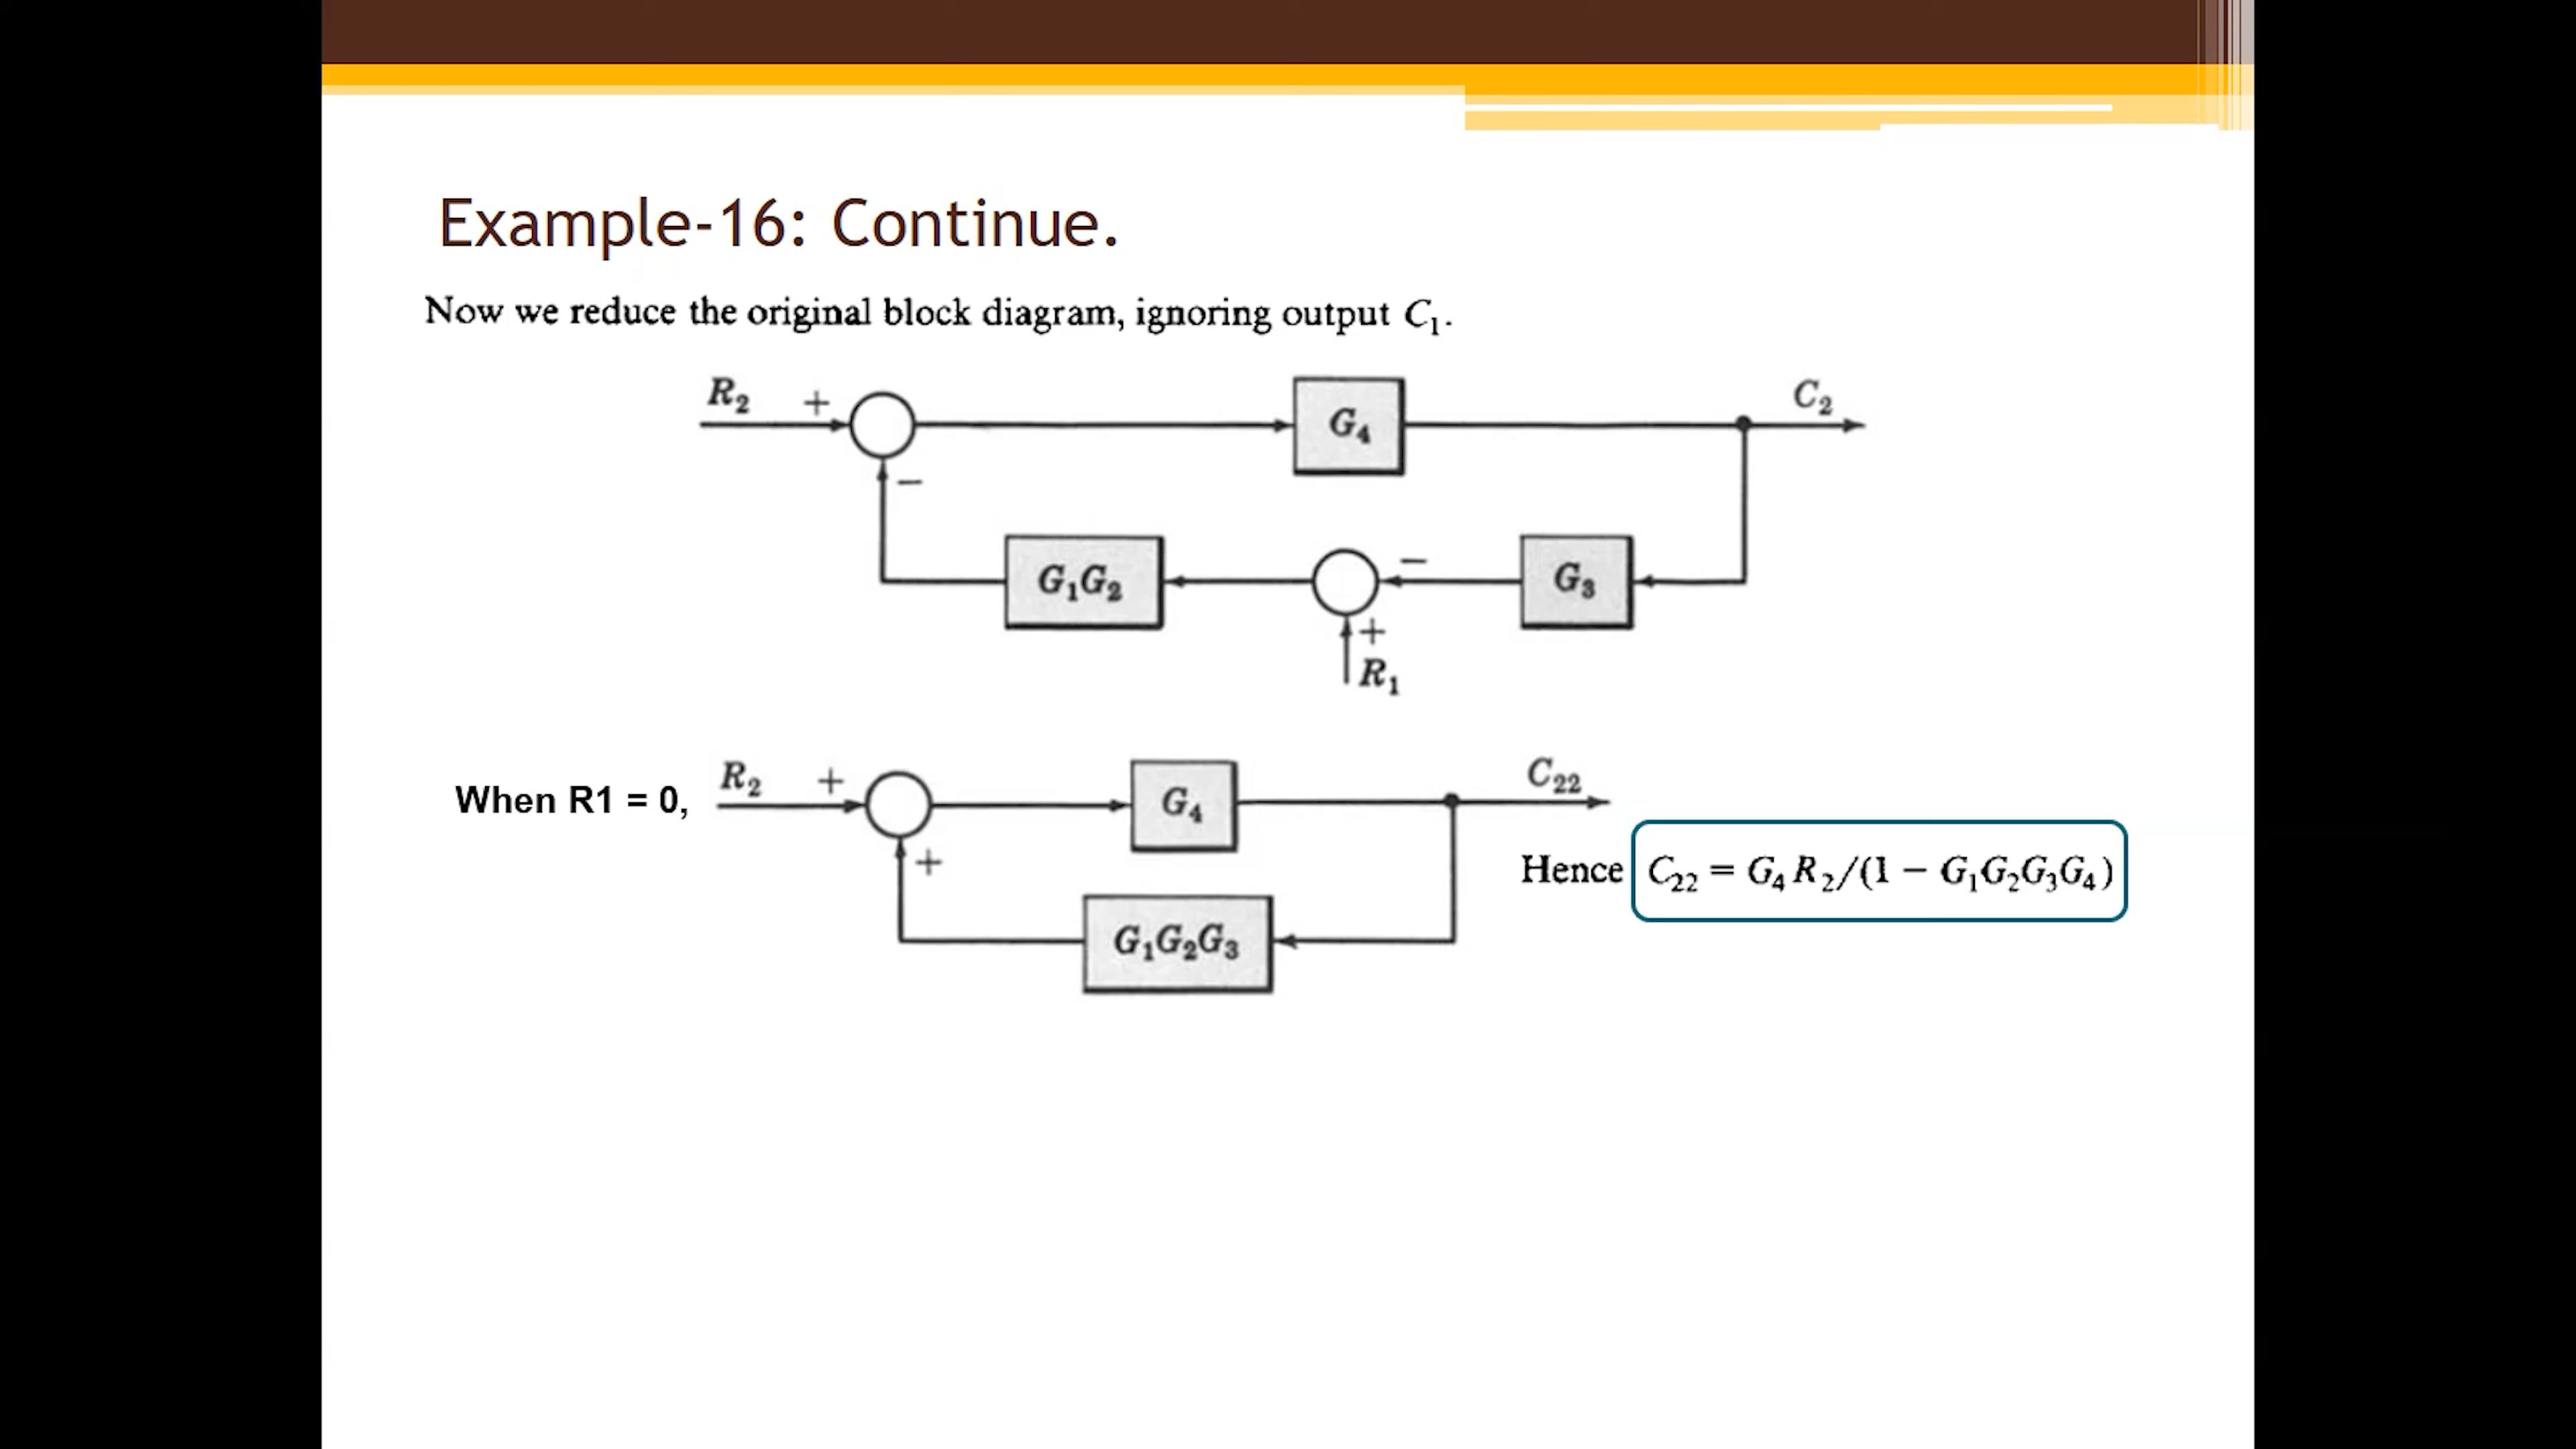 Example-16: Continue.
Now we reduce the original block diagram, ignoring output C₁.
R₂ + G₄ C₂
−
G₁G₂ − G₃
+
R₁
When R1 = 0, R₂ + G₄ C₂₂
+
Hence C₂₂ = G₄R₂/(1 − G₁G₂G₃G₄)
G₁G₂G₃